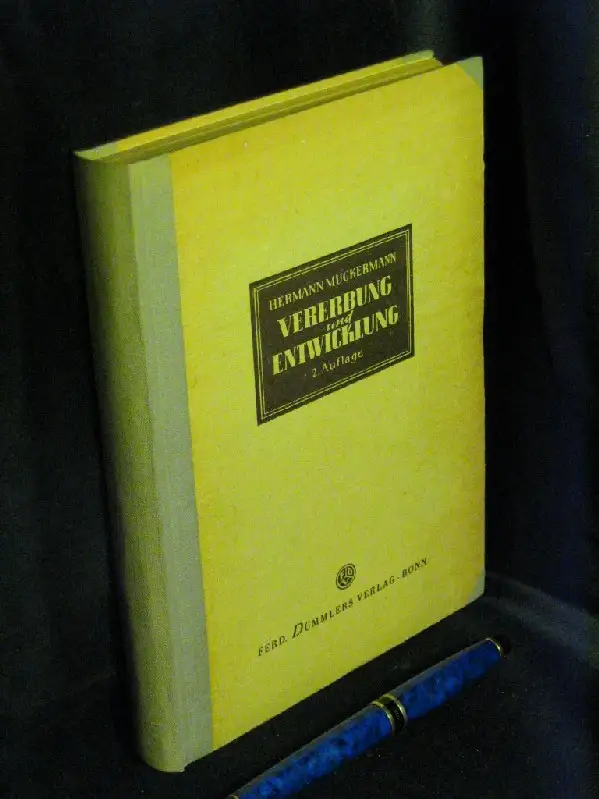 HERMANN MUCKERMANN
VERERBUNG
und
ENTWICKLUNG
2. Auflage
FERD. DÜMMLERS VERLAG · BONN